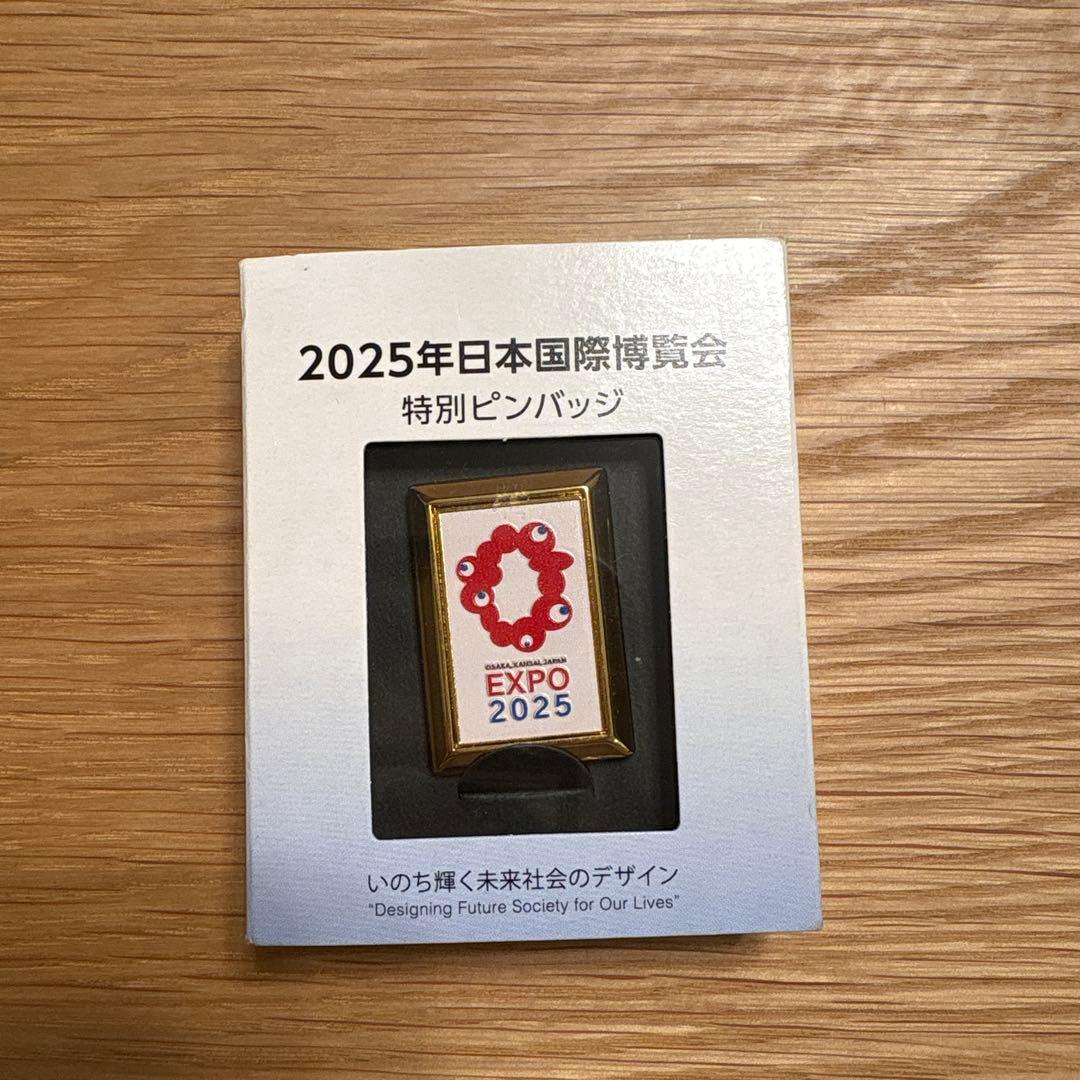 2025年日本国際博覧会
特別ピンバッジ
OSAKA, KANSAI, JAPAN
EXPO
2025
いのち輝く未来社会のデザイン
“Designing Future Society for Our Lives”